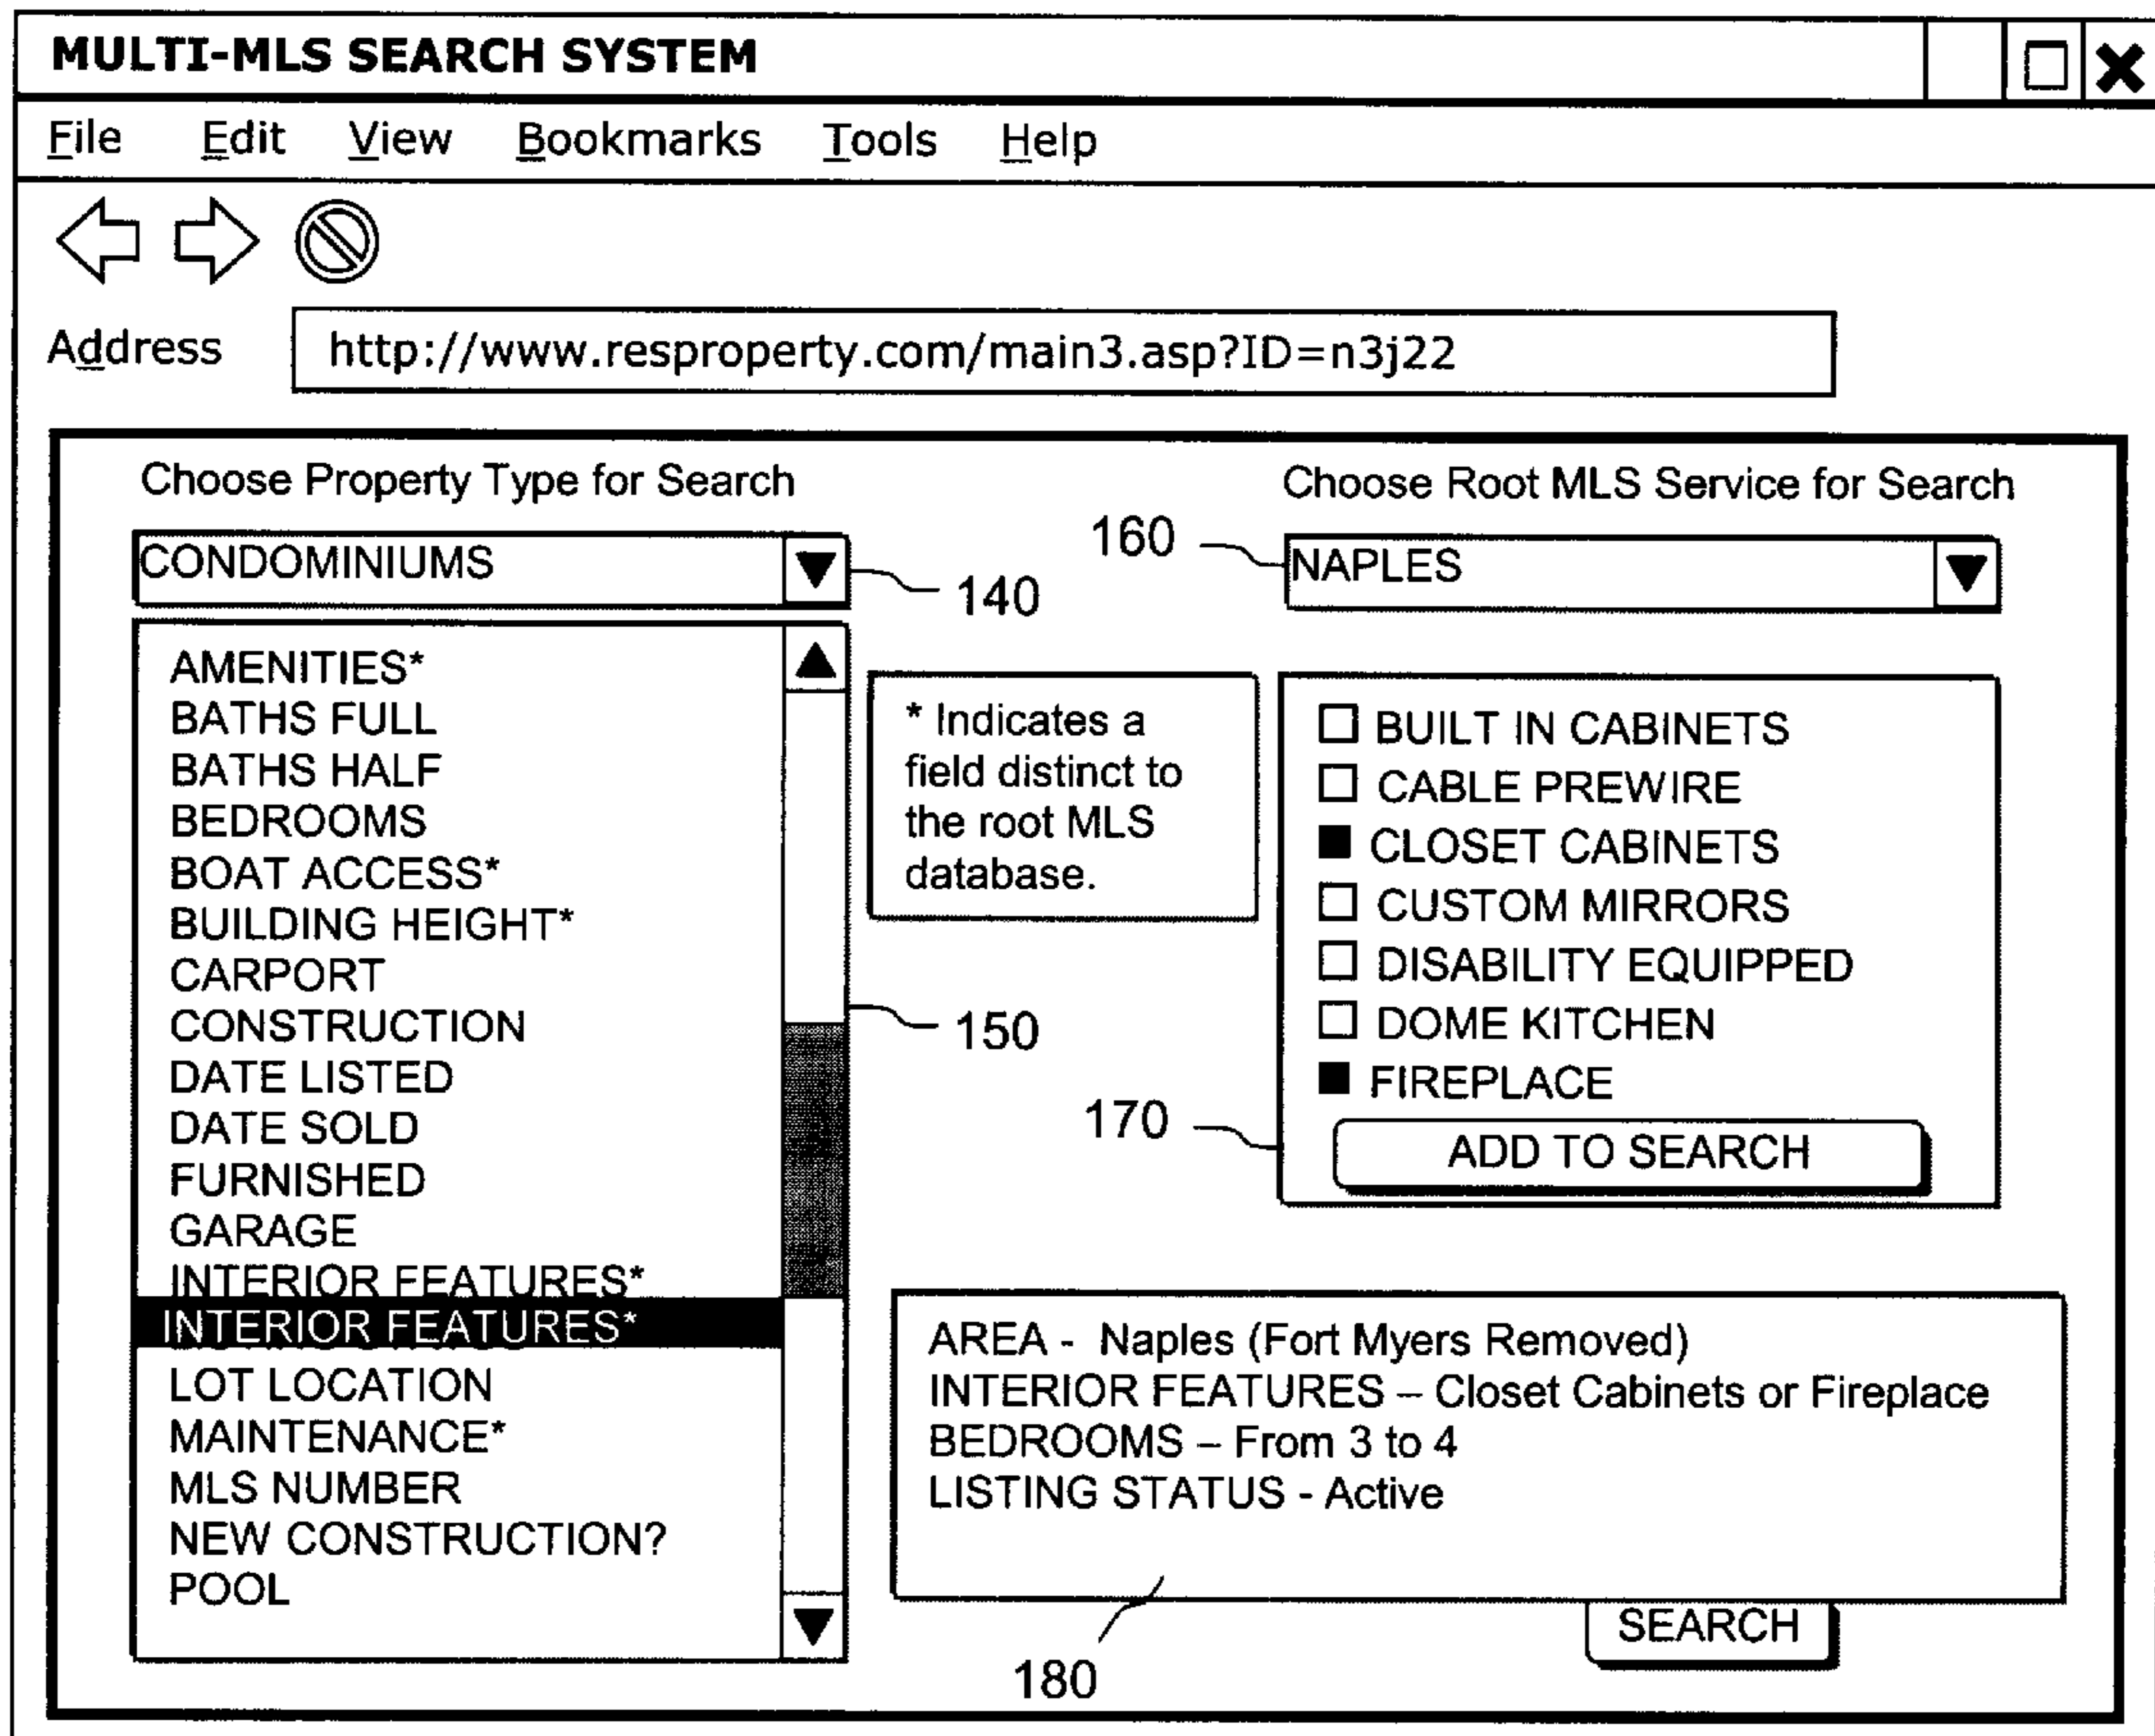 MULTI-MLS SEARCH SYSTEM
File Edit View Bookmarks Tools Help
Address http://www.resproperty.com/main3.asp?ID=n3j22
Choose Property Type for Search
CONDOMINIUMS
140
AMENITIES*
BATHS FULL
BATHS HALF
BEDROOMS
BOAT ACCESS*
BUILDING HEIGHT*
CARPORT
CONSTRUCTION
DATE LISTED
DATE SOLD
FURNISHED
GARAGE
INTERIOR FEATURES*
INTERIOR FEATURES*
LOT LOCATION
MAINTENANCE*
MLS NUMBER
NEW CONSTRUCTION?
POOL
150
* Indicates a
field distinct to
the root MLS
database.
Choose Root MLS Service for Search
160
NAPLES
BUILT IN CABINETS
CABLE PREWIRE
CLOSET CABINETS
CUSTOM MIRRORS
DISABILITY EQUIPPED
DOME KITCHEN
FIREPLACE
170
ADD TO SEARCH
AREA - Naples (Fort Myers Removed)
INTERIOR FEATURES – Closet Cabinets or Fireplace
BEDROOMS – From 3 to 4
LISTING STATUS - Active
SEARCH
180